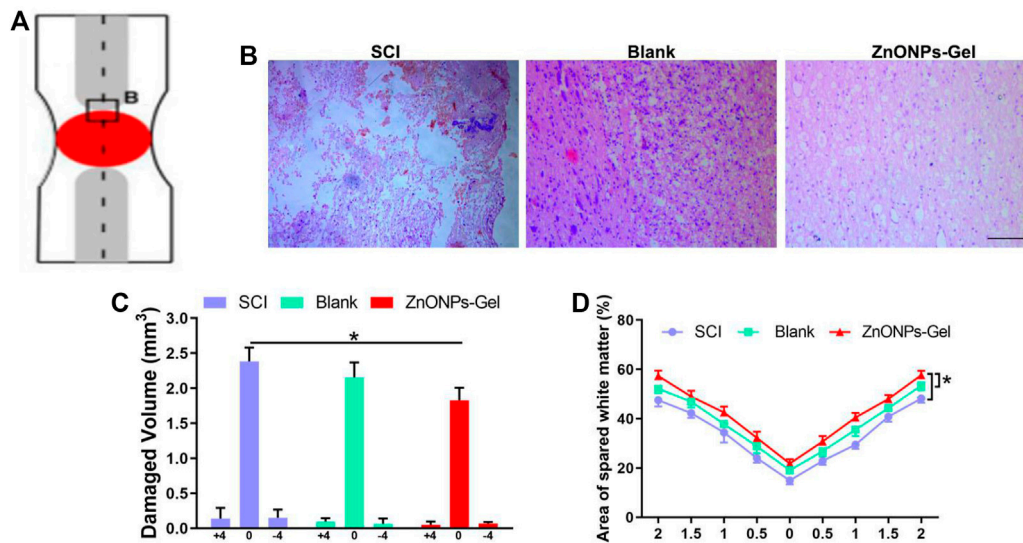 A
B
B
SCI
Blank
ZnONPs-Gel
C
SCI
Blank
ZnONPs-Gel
Damaged Volume (mm³)
3.0
2.5
2.0
1.5
1.0
0.5
0.0
*
+4
0
-4
+4
0
-4
+4
0
-4
D
Area of spared white matter (%)
80
60
40
20
0
SCI
Blank
ZnONPs-Gel
*
2
1.5
1
0.5
0
0.5
1
1.5
2